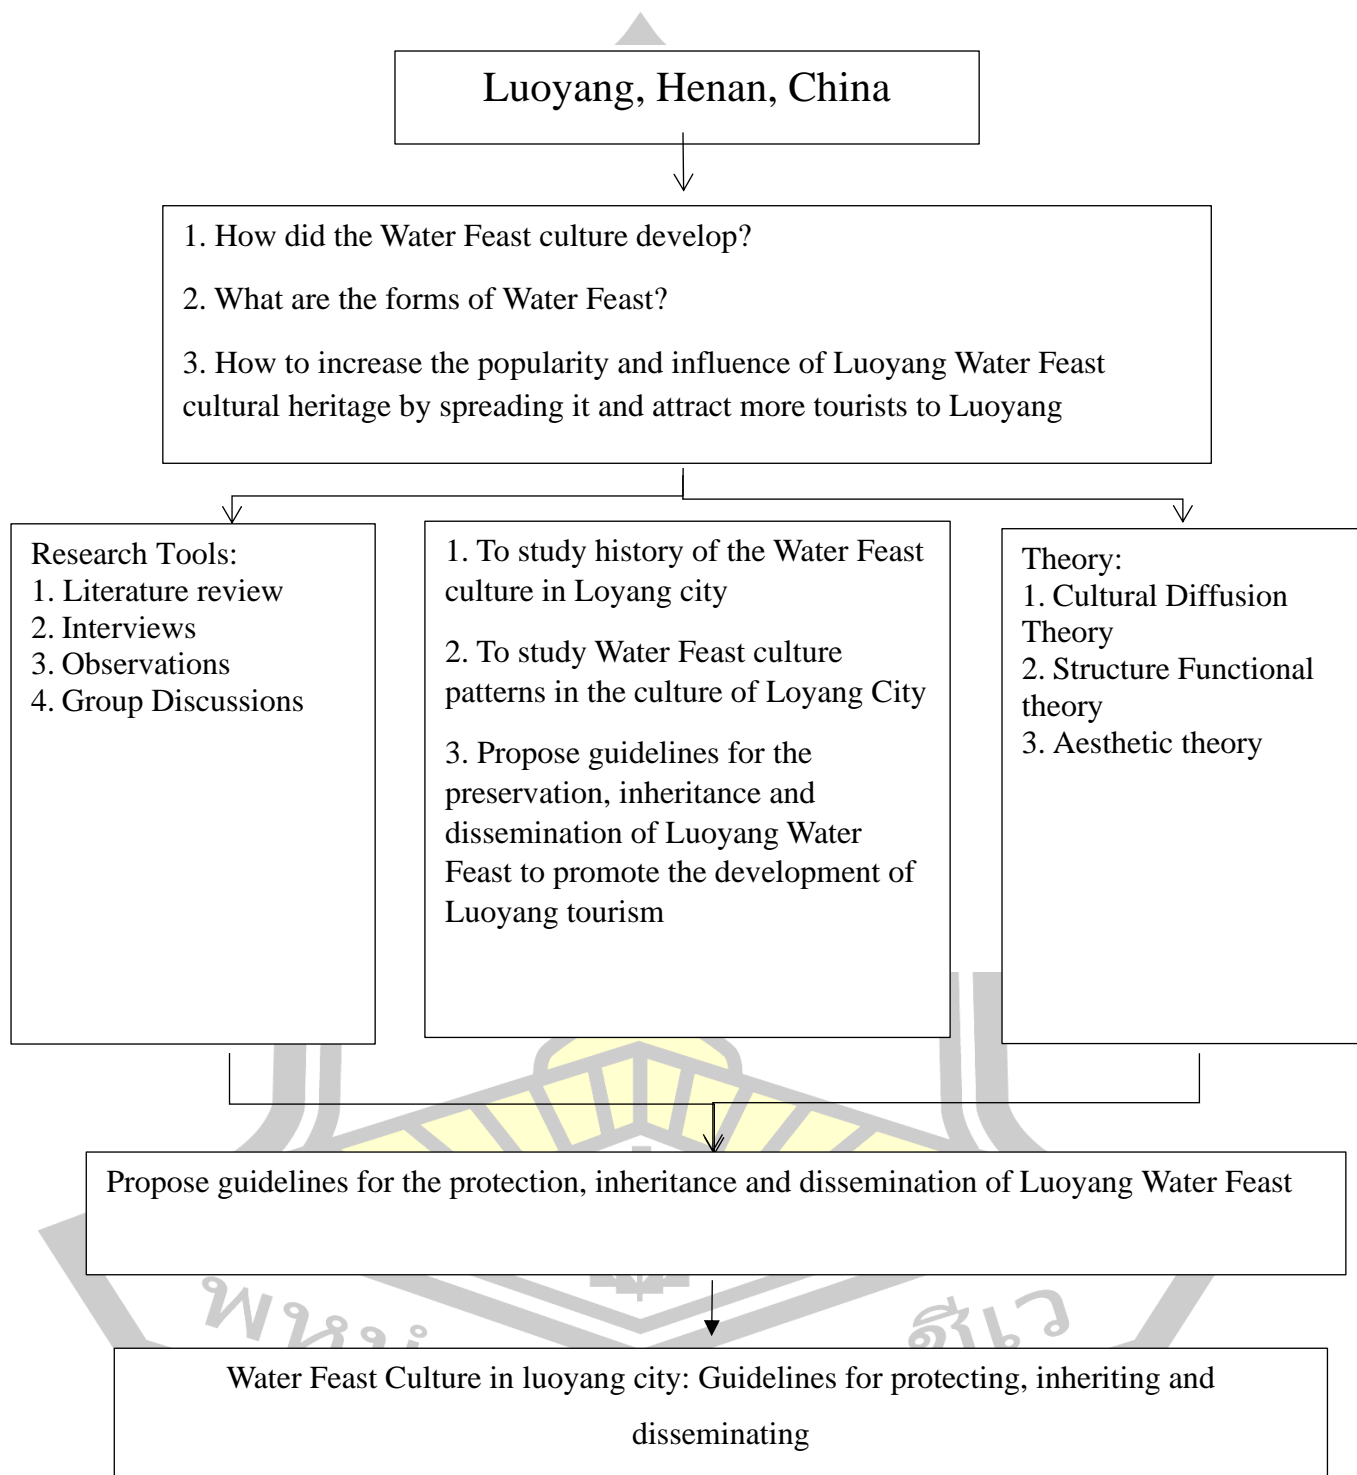 Luoyang, Henan, China
1. How did the Water Feast culture develop?
2. What are the forms of Water Feast?
3. How to increase the popularity and influence of Luoyang Water Feast
cultural heritage by spreading it and attract more tourists to Luoyang
Research Tools:
1. Literature review
2. Interviews
3. Observations
4. Group Discussions
1. To study history of the Water Feast
culture in Loyang city
2. To study Water Feast culture
patterns in the culture of Loyang City
3. Propose guidelines for the
preservation, inheritance and
dissemination of Luoyang Water
Feast to promote the development of
Luoyang tourism
Theory:
1. Cultural Diffusion
Theory
2. Structure Functional
theory
3. Aesthetic theory
Propose guidelines for the protection, inheritance and dissemination of Luoyang Water Feast
Water Feast Culture in luoyang city: Guidelines for protecting, inheriting and
disseminating